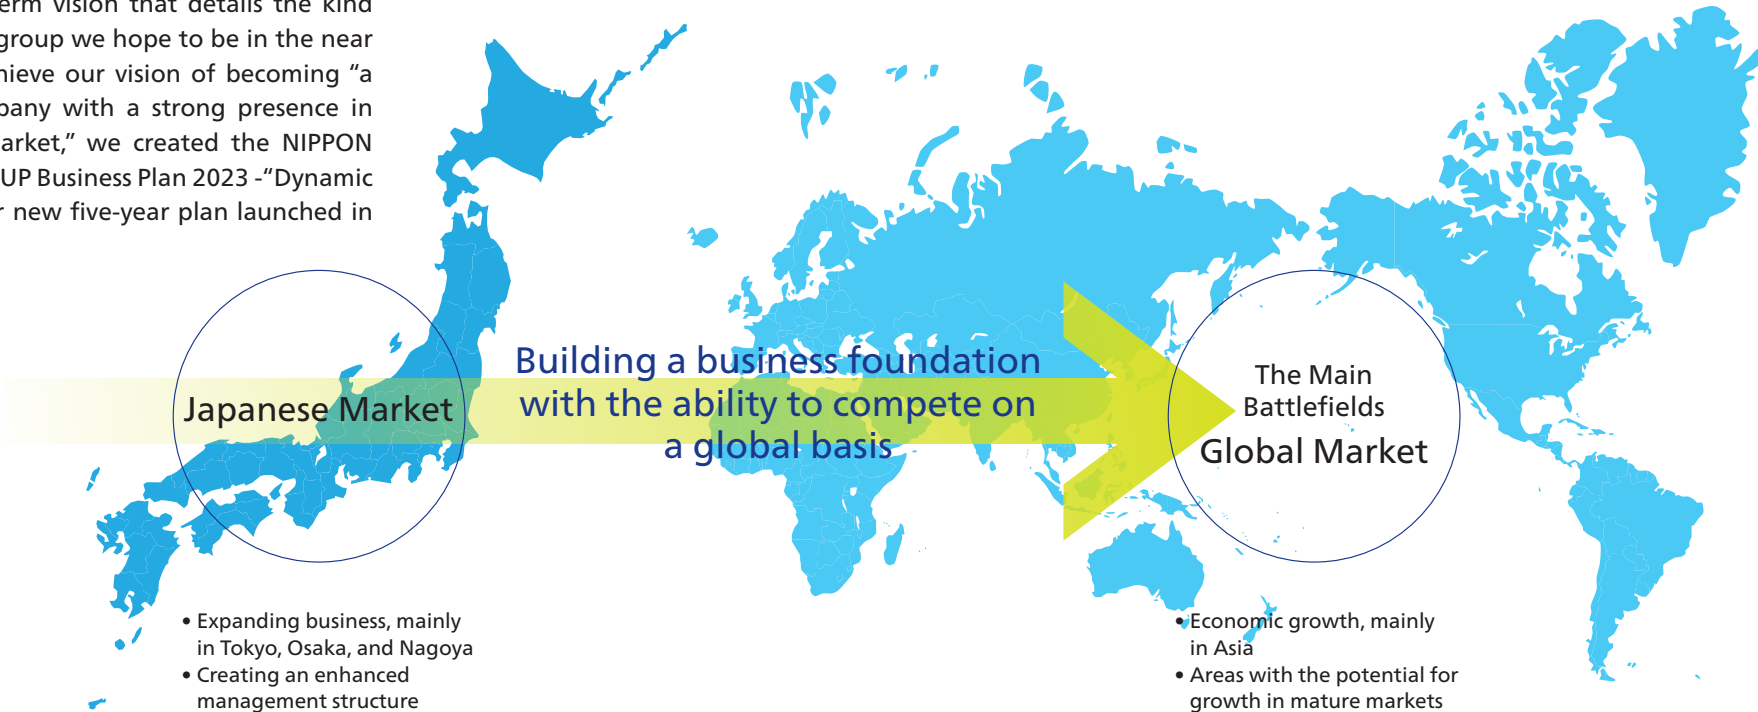 erm vision that details the kind
group we hope to be in the near
hieve our vision of becoming “a
pany with a strong presence in
arket,” we created the NIPPON
UP Business Plan 2023 -“Dynamic
r new five-year plan launched in
Building a business foundation
with the ability to compete on
a global basis
Japanese Market
The Main
Battlefields
Global Market
• Expanding business, mainly
in Tokyo, Osaka, and Nagoya
• Creating an enhanced
management structure
• Economic growth, mainly
in Asia
• Areas with the potential for
growth in mature markets